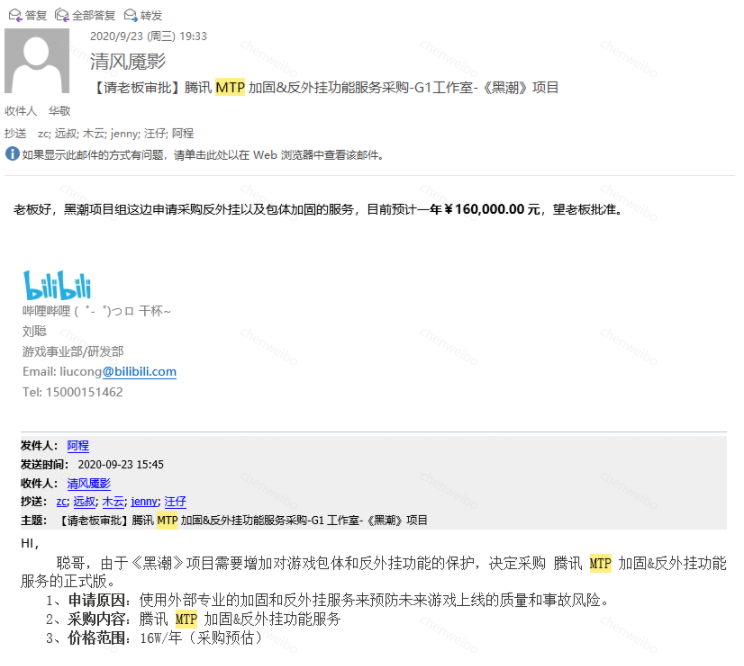 答复 全部答复 转发
2020/9/23 (周三) 19:33
清风魇影
【请老板审批】腾讯 MTP 加固&反外挂功能服务采购-G1工作室-《黑潮》项目
收件人 华敬
抄送 zc; 远叔; 木云; jenny; 汪仔; 阿程
如果显示此邮件的方式有问题，请单击此处以在 Web 浏览器中查看该邮件。
老板好，黑潮项目组这边申请采购反外挂以及包体加固的服务，目前预计一年￥160,000.00 元，望老板批准。
bilibili
哔哩哔哩 ( ゜- ゜)つロ 干杯~
刘聪
游戏事业部/研发部
Email: liucong@bilibili.com
Tel: 15000151462
发件人： 阿程
发送时间： 2020-09-23 15:45
收件人： 清风魇影
抄送： zc; 远叔; 木云; jenny; 汪仔
主题： 【请老板审批】腾讯 MTP 加固&反外挂功能服务采购-G1 工作室-《黑潮》项目
HI，
聪哥，由于《黑潮》项目需要增加对游戏包体和反外挂功能的保护，决定采购 腾讯 MTP 加固&反外挂功能
服务的正式版。
1、申请原因：使用外部专业的加固和反外挂服务来预防未来游戏上线的质量和事故风险。
2、采购内容：腾讯 MTP 加固&反外挂功能服务
3、价格范围：16W/年（采购预估）
chenweibo